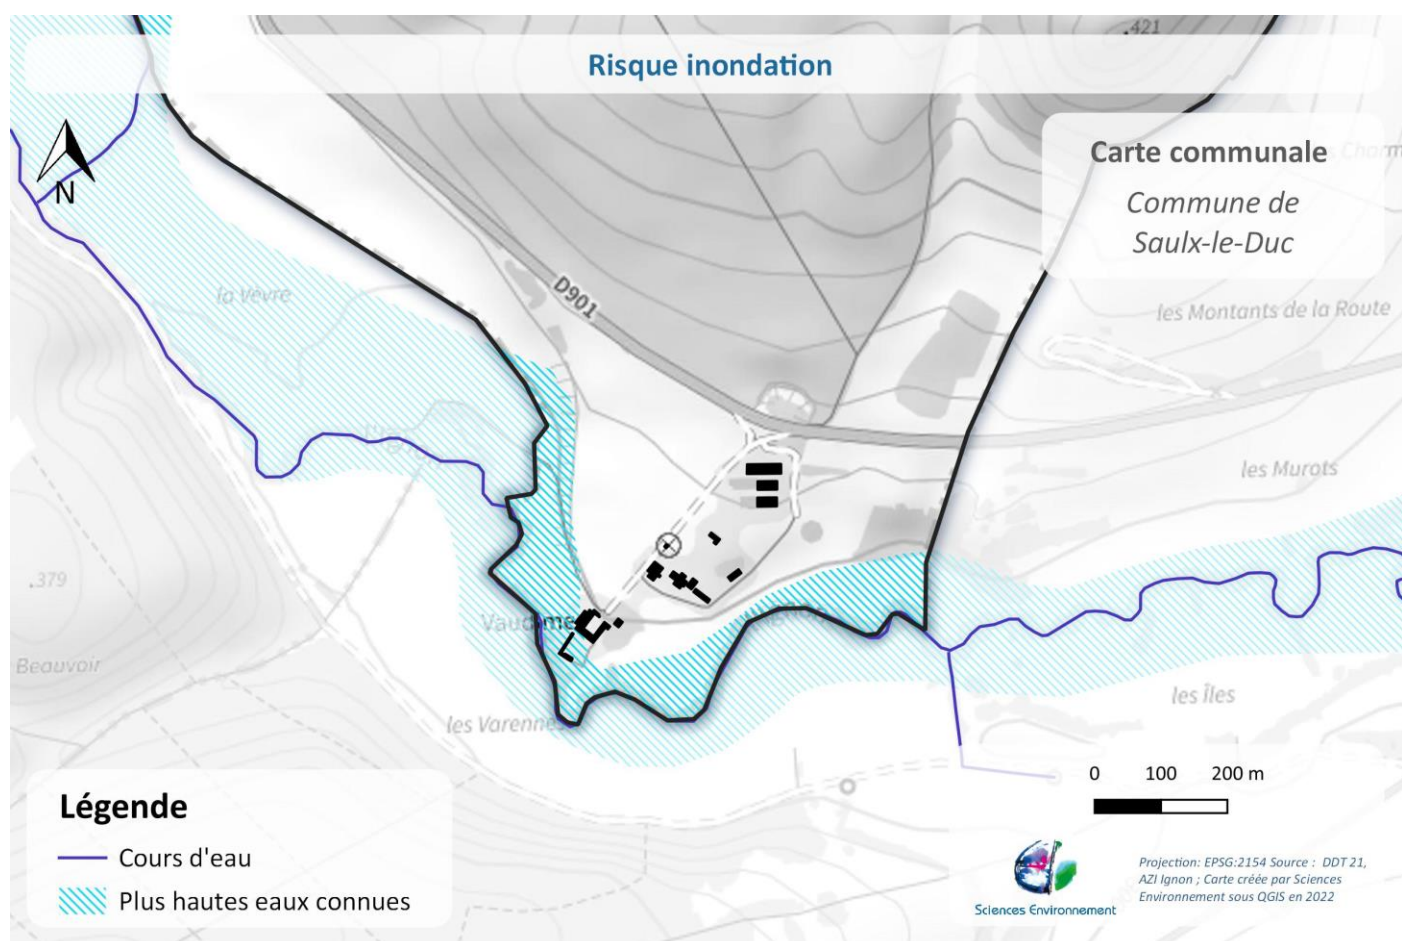 .421
Risque inondation
Carte communale
Commune de
Saulx-le-Duc
N
la Vèvre
D901
les Montants de la Route
les Murots
.379
Beauvoir
les Varennes
les Îles
0 100 200 m
Légende
Cours d'eau
Plus hautes eaux connues
Sciences Environnement
Projection: EPSG:2154 Source : DDT 21,
AZI Ignon ; Carte créée par Sciences
Environnement sous QGIS en 2022